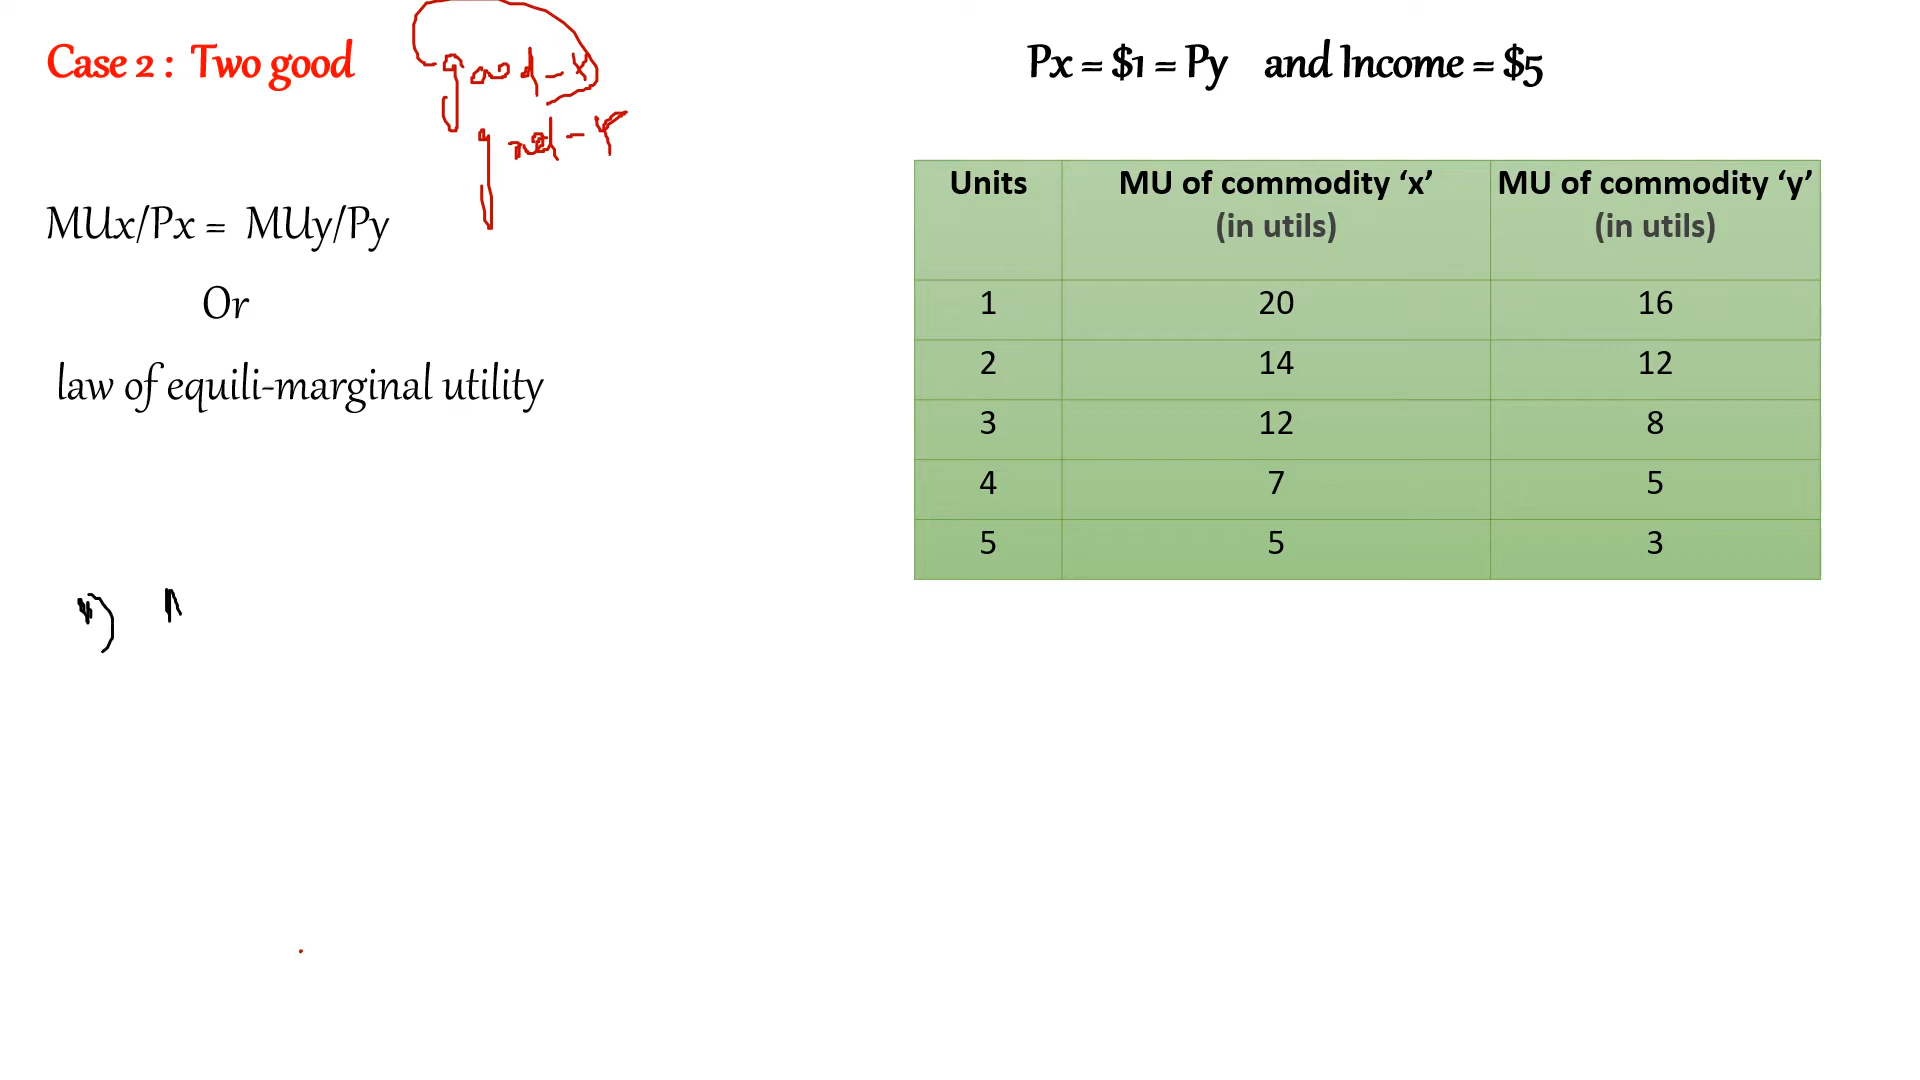 Case 2 : Two good
good - X
good - Y
Px = $1 = Py and Income = $5
MUx/Px = MUy/Py
Or
law of equili-marginal utility
Units MU of commodity ‘x’ (in utils) MU of commodity ‘y’ (in utils)
1 20 16
2 14 12
3 12 8
4 7 5
5 5 3